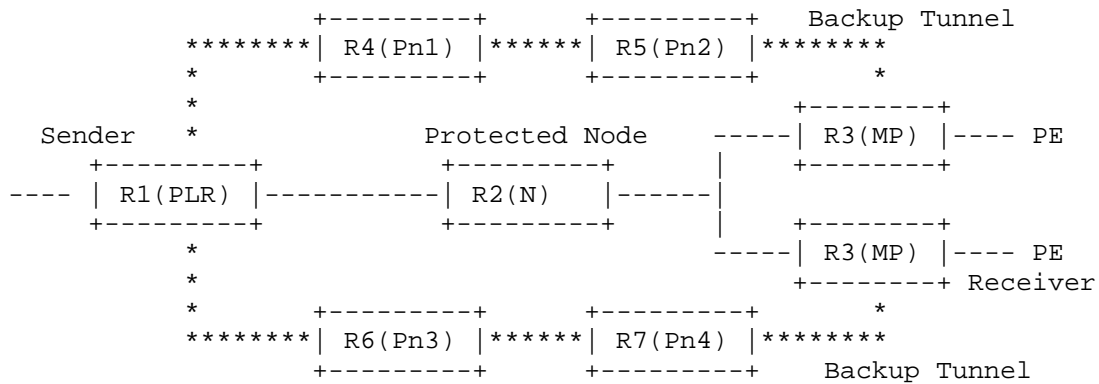 Backup Tunnel
R4(Pn1) R5(Pn2)
Sender Protected Node R3(MP) PE
R1(PLR) R2(N)
R3(MP) PE
Receiver
R6(Pn3) R7(Pn4)
Backup Tunnel